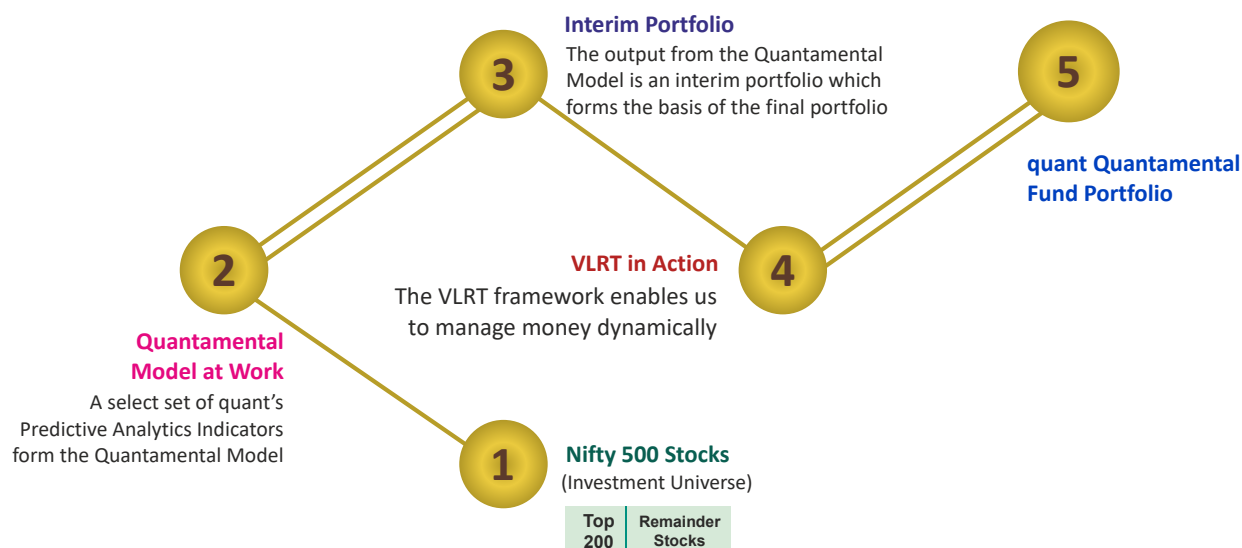 3
Interim Portfolio
The output from the Quantamental
Model is an interim portfolio which
forms the basis of the final portfolio
5
quant Quantamental
Fund Portfolio
2
Quantamental
Model at Work
A select set of quant’s
Predictive Analytics Indicators
form the Quantamental Model
VLRT in Action
The VLRT framework enables us
to manage money dynamically
4
1
Nifty 500 Stocks
(Investment Universe)
Top
200
Remainder
Stocks